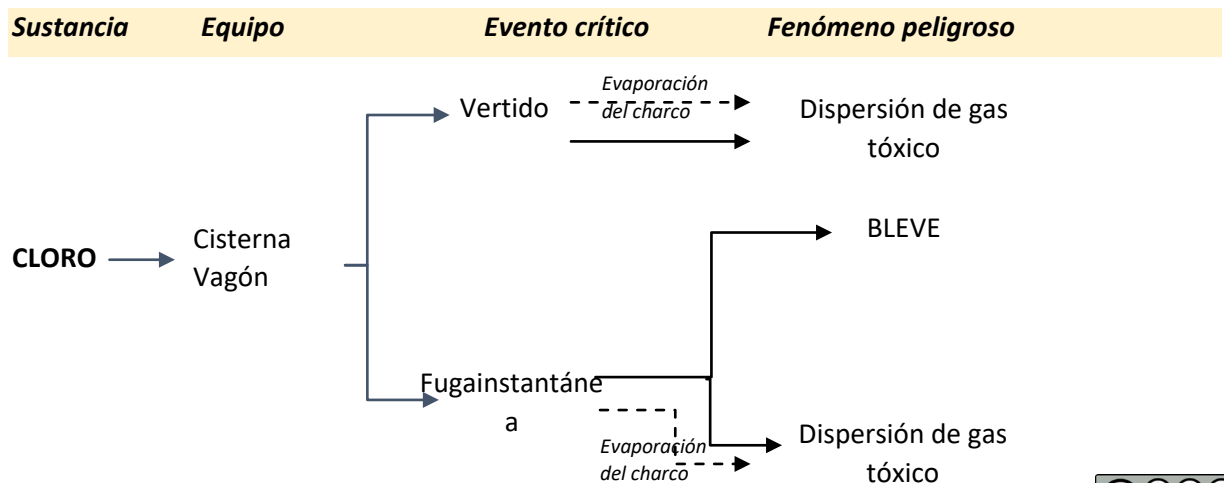 Sustancia Equipo Evento crítico Fenómeno peligroso
Evaporación
del charco
Vertido
Dispersión de gas
tóxico
BLEVE
CLORO
Cisterna
Vagón
Fugainstantáne
a
Evaporación
del charco
Dispersión de gas
tóxico